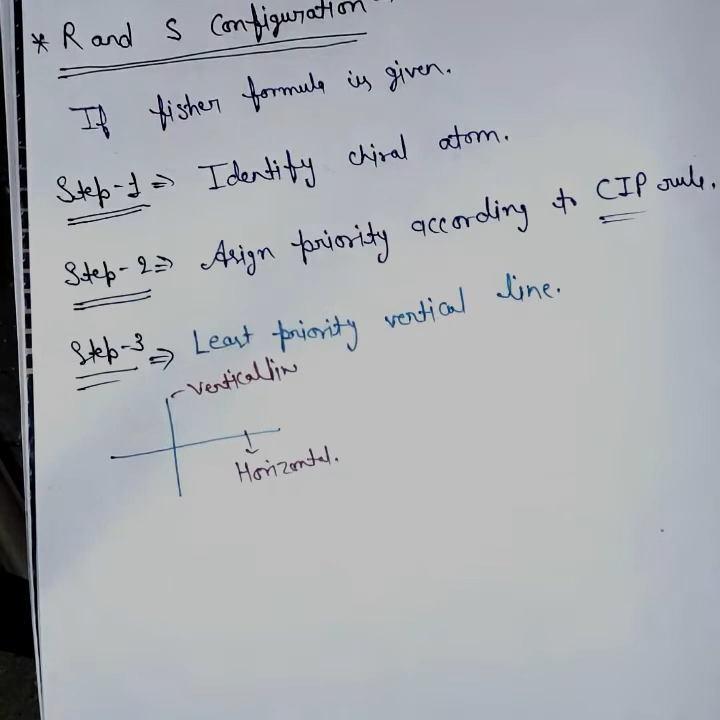 * R and S Configuration
If fisher formula is given.
Step-1 ⇒ Identify chiral atom.
Step-2 ⇒ Asign priority according to CIP rule.
Step-3 ⇒ Least priority vertical line.
Vertical lin
Horizontal.